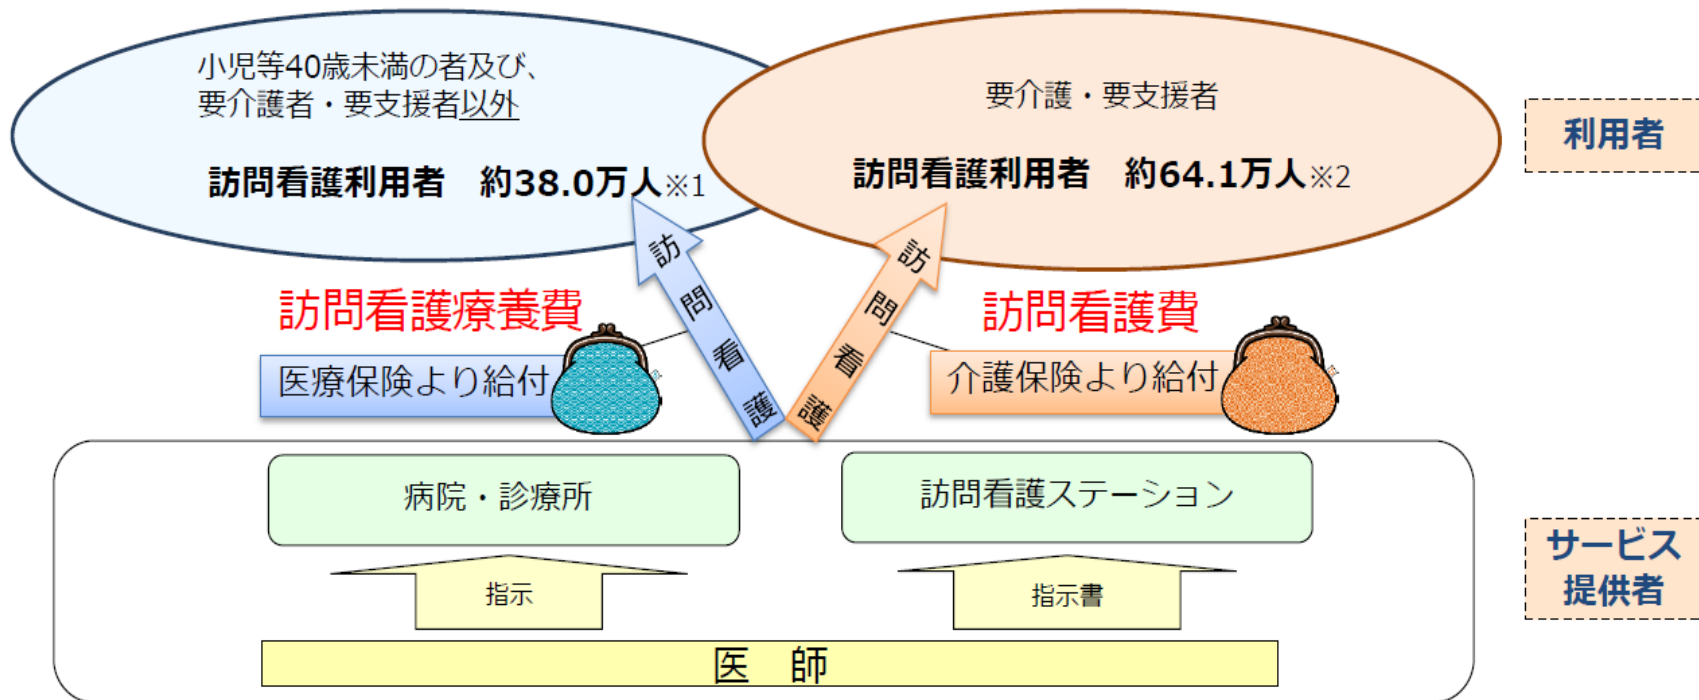 小児等40歳未満の者及び、
要介護者・要支援者以外
訪問看護利用者　約38.0万人※1
要介護・要支援者
訪問看護利用者　約64.1万人※2
利用者
訪問看護
訪問看護
訪問看護療養費
医療保険より給付
訪問看護費
介護保険より給付
病院・診療所
訪問看護ステーション
指示
指示書
医　師
サービス
提供者